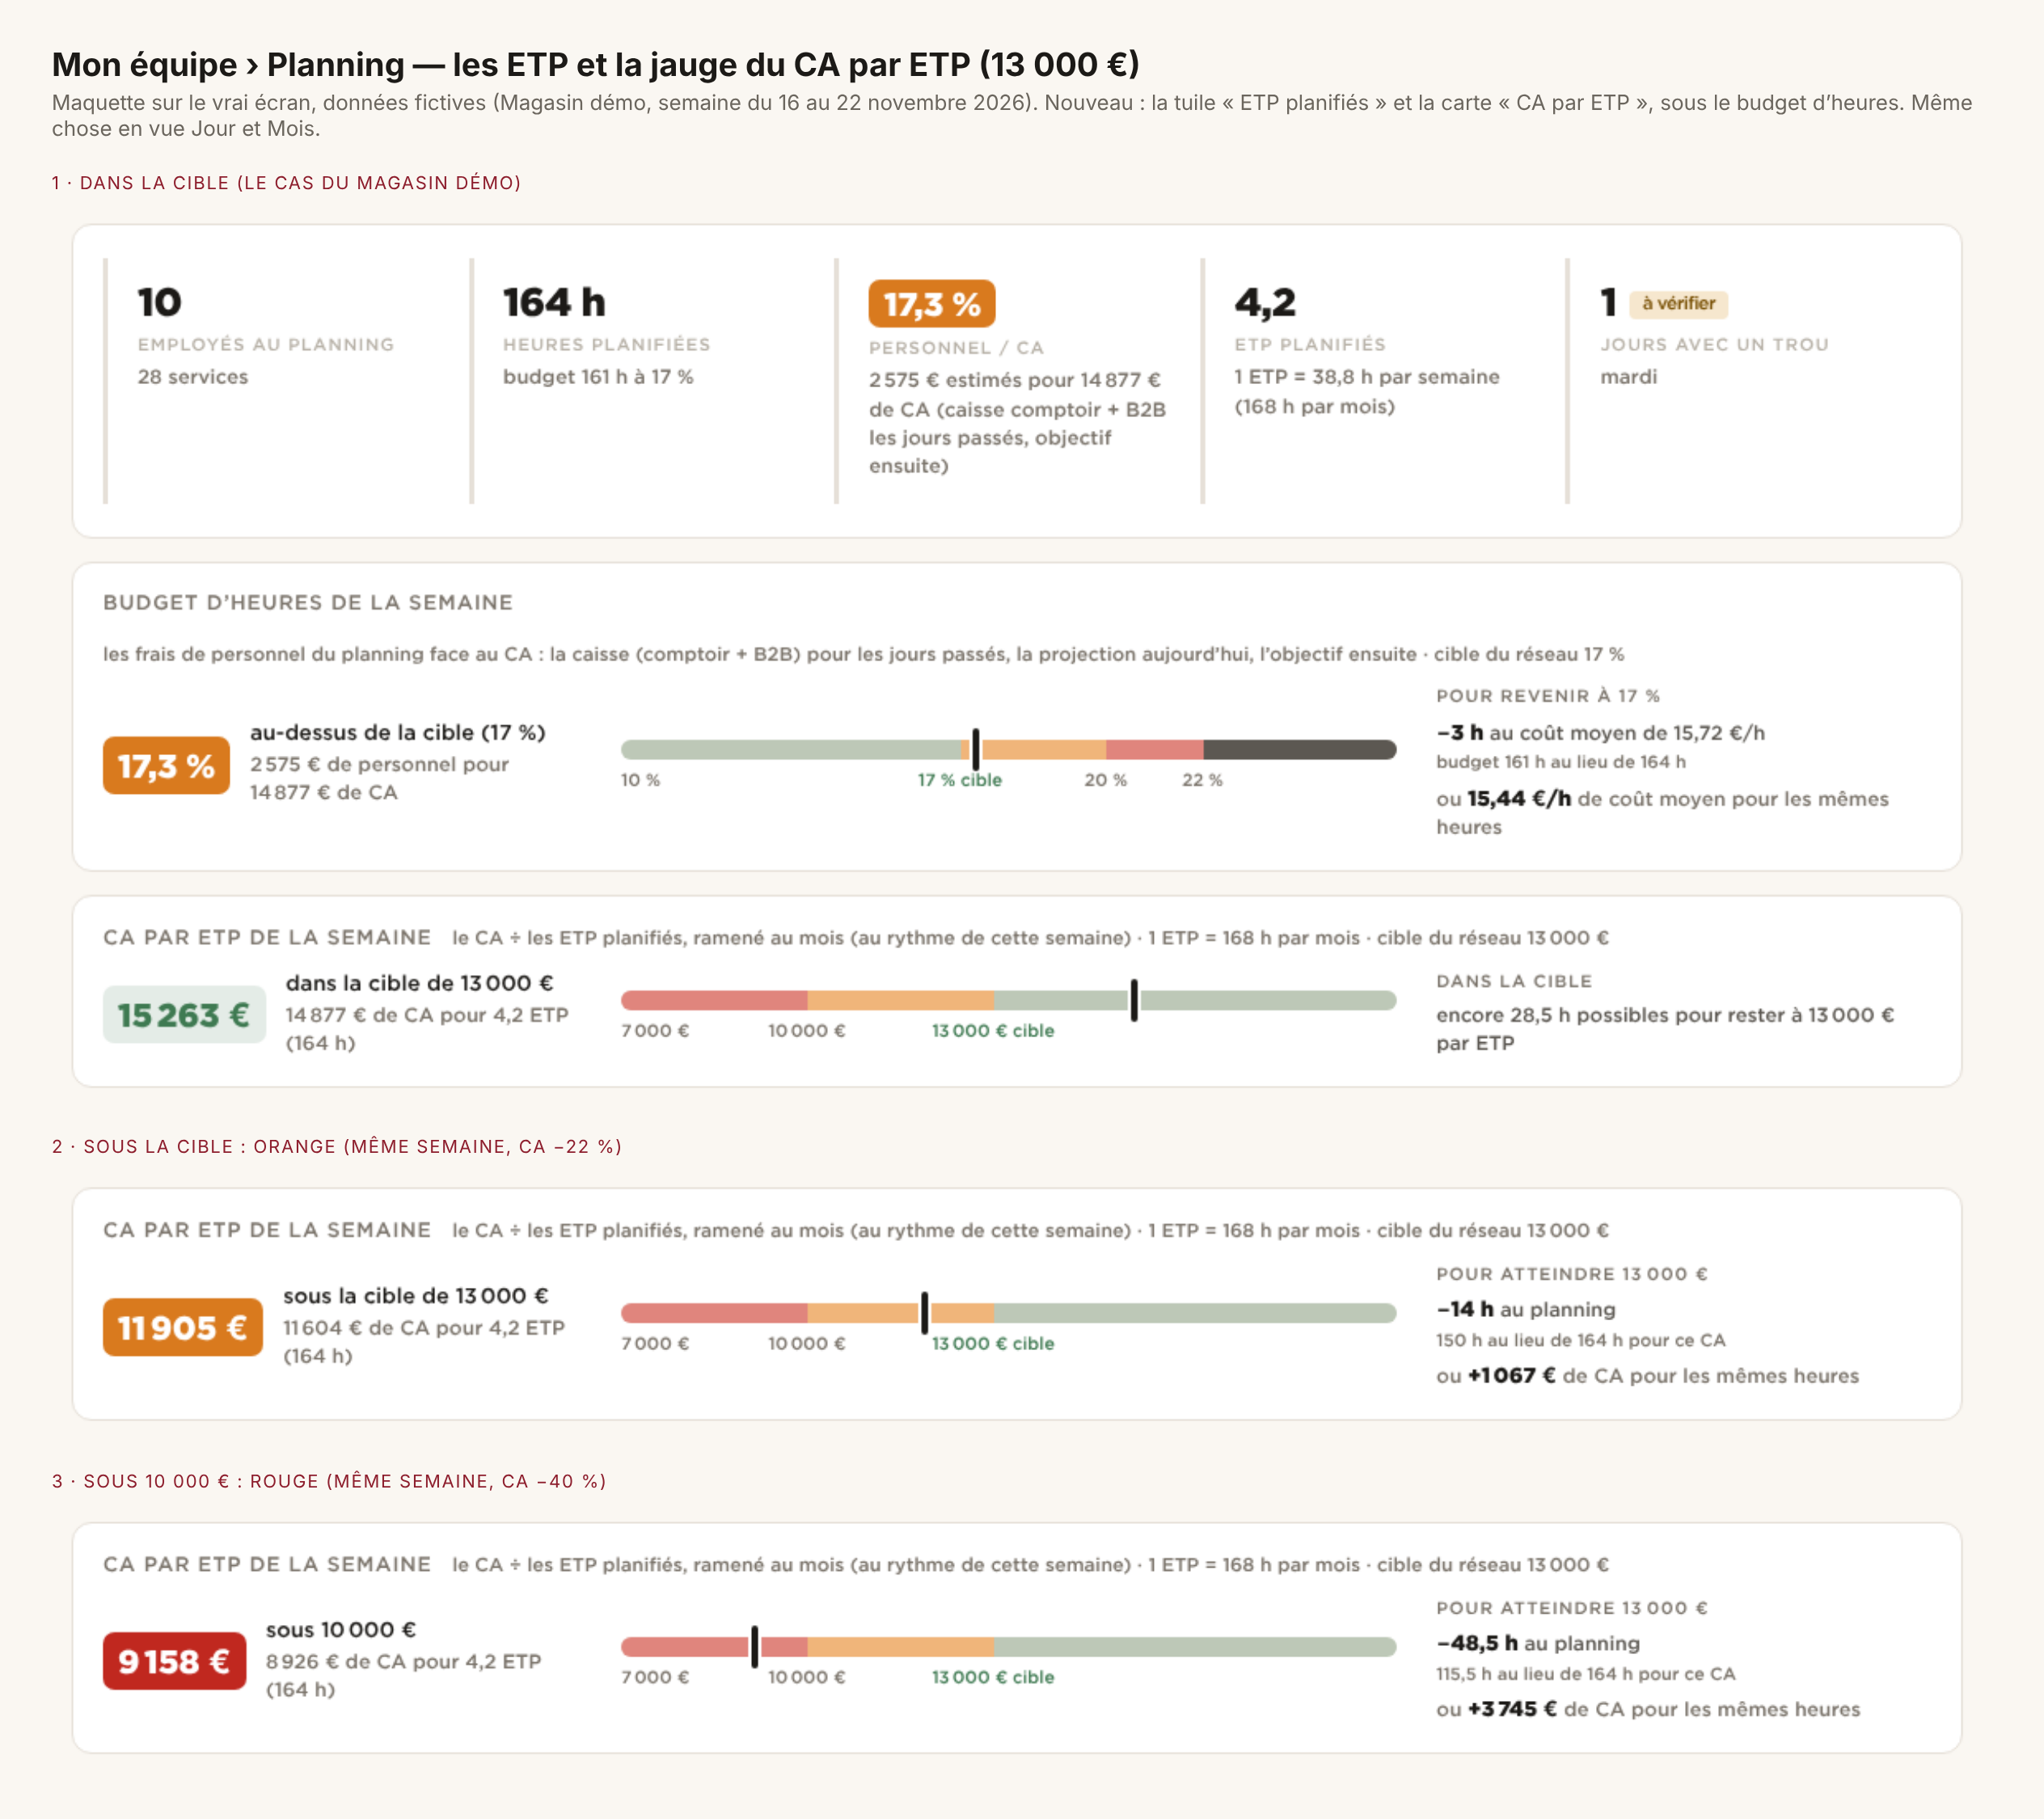 Mon équipe › Planning — les ETP et la jauge du CA par ETP (13 000 €)
Maquette sur le vrai écran, données fictives (Magasin démo, semaine du 16 au 22 novembre 2026). Nouveau : la tuile « ETP planifiés » et la carte « CA par ETP », sous le budget d’heures. Même
chose en vue Jour et Mois.
1 · DANS LA CIBLE (LE CAS DU MAGASIN DÉMO)
10
EMPLOYÉS AU PLANNING
28 services
164 h
HEURES PLANIFIÉES
budget 161 h à 17 %
17,3 %
PERSONNEL / CA
2 575 € estimés pour 14 877 €
de CA (caisse comptoir + B2B
les jours passés, objectif
ensuite)
4,2
ETP PLANIFIÉS
1 ETP = 38,8 h par semaine
(168 h par mois)
1 à vérifier
JOURS AVEC UN TROU
mardi
BUDGET D’HEURES DE LA SEMAINE
les frais de personnel du planning face au CA : la caisse (comptoir + B2B) pour les jours passés, la projection aujourd’hui, l’objectif ensuite · cible du réseau 17 %
17,3 %
au-dessus de la cible (17 %)
2 575 € de personnel pour
14 877 € de CA
10 % 17 % cible 20 % 22 %
POUR REVENIR À 17 %
−3 h au coût moyen de 15,72 €/h
budget 161 h au lieu de 164 h
ou 15,44 €/h de coût moyen pour les mêmes
heures
CA PAR ETP DE LA SEMAINE le CA ÷ les ETP planifiés, ramené au mois (au rythme de cette semaine) · 1 ETP = 168 h par mois · cible du réseau 13 000 €
15 263 €
dans la cible de 13 000 €
14 877 € de CA pour 4,2 ETP
(164 h)
7 000 € 10 000 € 13 000 € cible
DANS LA CIBLE
encore 28,5 h possibles pour rester à 13 000 €
par ETP
2 · SOUS LA CIBLE : ORANGE (MÊME SEMAINE, CA −22 %)
CA PAR ETP DE LA SEMAINE le CA ÷ les ETP planifiés, ramené au mois (au rythme de cette semaine) · 1 ETP = 168 h par mois · cible du réseau 13 000 €
11 905 €
sous la cible de 13 000 €
11 604 € de CA pour 4,2 ETP
(164 h)
7 000 € 10 000 € 13 000 € cible
POUR ATTEINDRE 13 000 €
−14 h au planning
150 h au lieu de 164 h pour ce CA
ou +1 067 € de CA pour les mêmes heures
3 · SOUS 10 000 € : ROUGE (MÊME SEMAINE, CA −40 %)
CA PAR ETP DE LA SEMAINE le CA ÷ les ETP planifiés, ramené au mois (au rythme de cette semaine) · 1 ETP = 168 h par mois · cible du réseau 13 000 €
9 158 €
sous 10 000 €
8 926 € de CA pour 4,2 ETP
(164 h)
7 000 € 10 000 € 13 000 € cible
POUR ATTEINDRE 13 000 €
−48,5 h au planning
115,5 h au lieu de 164 h pour ce CA
ou +3 745 € de CA pour les mêmes heures